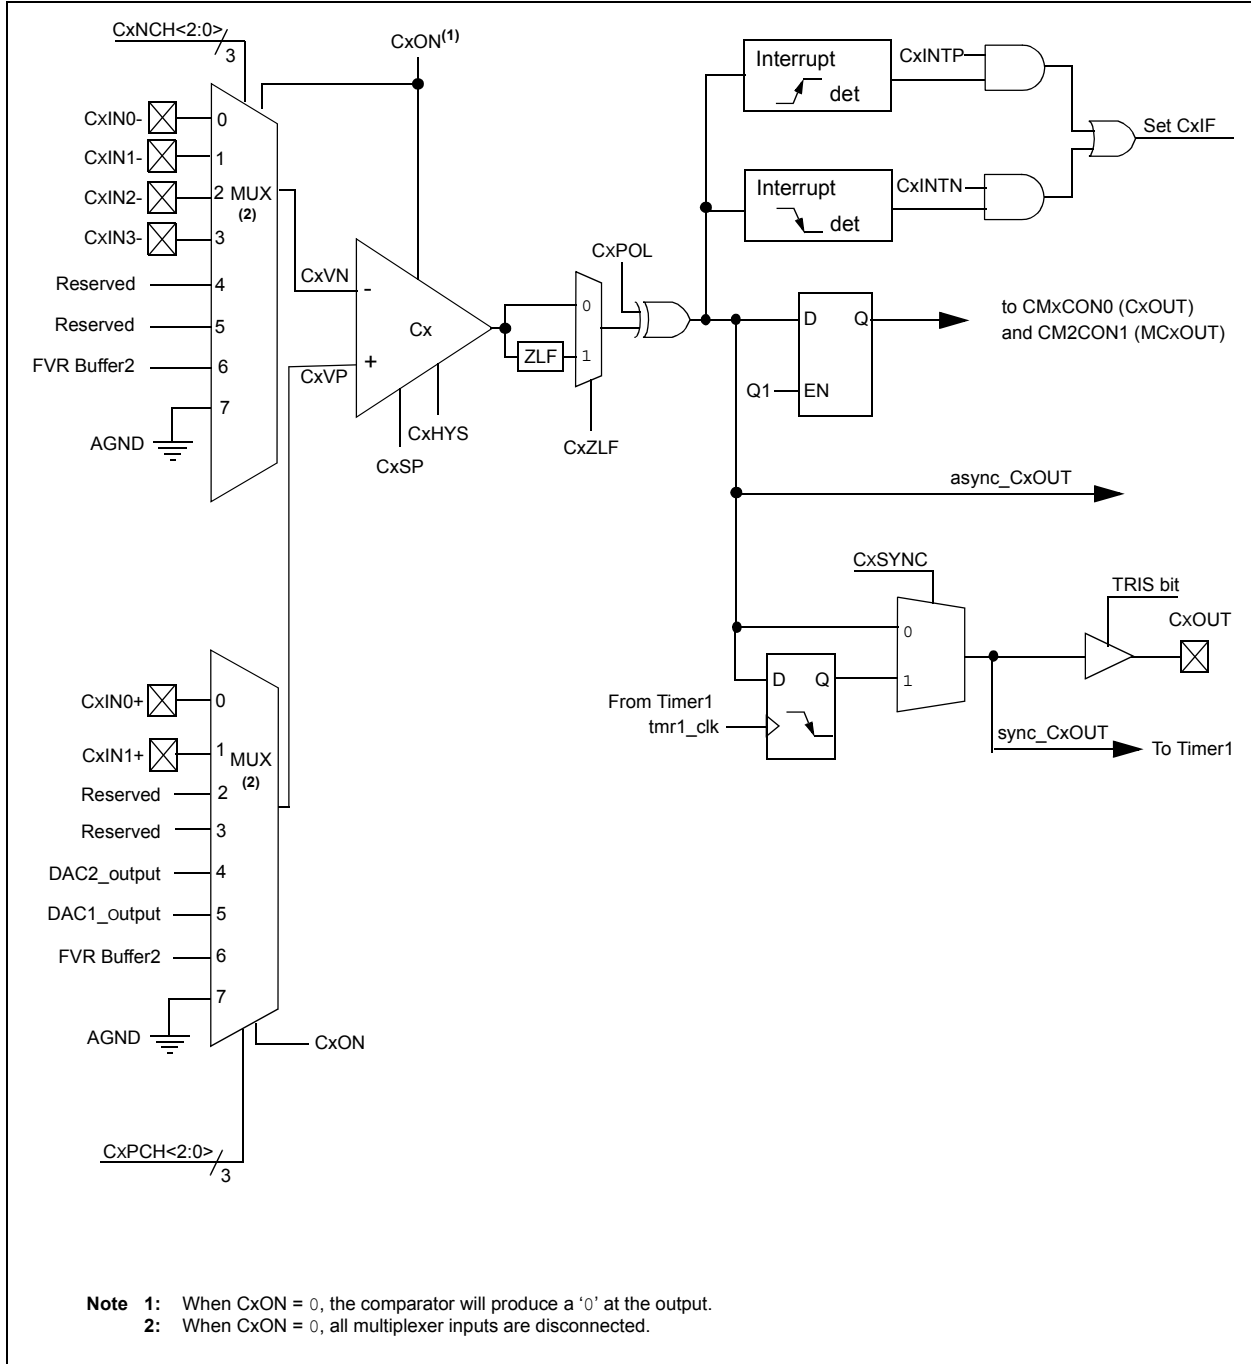 CxNCH<2:0>
3
CxON(1)
CxIN0-
CxIN1-
CxIN2-
CxIN3-
Reserved
Reserved
FVR Buffer2
AGND
0
1
2
3
4
5
6
7
MUX
(2)
CxVN
CxVP
-
+
Cx
CxHYS
CxSP
ZLF
0
1
CxZLF
CxPOL
Interrupt
det
CxINTP
Interrupt
det
CxINTN
Set CxIF
D
Q
Q1
EN
to CMxCON0 (CxOUT)
and CM2CON1 (MCxOUT)
async_CxOUT
CxSYNC
0
1
D
Q
From Timer1
tmr1_clk
TRIS bit
CxOUT
sync_CxOUT
To Timer1
CxIN0+
CxIN1+
Reserved
Reserved
DAC2_output
DAC1_output
FVR Buffer2
AGND
0
1
2
3
4
5
6
7
MUX
(2)
CxON
CxPCH<2:0>
3
Note 1: When CxON = 0, the comparator will produce a ‘0’ at the output.
2: When CxON = 0, all multiplexer inputs are disconnected.